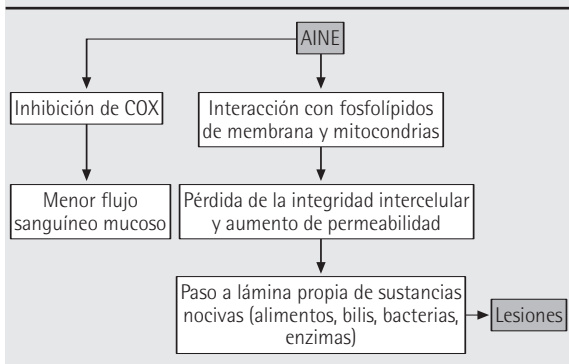 AINE
Inhibición de COX
Interacción con fosfolípidos
de membrana y mitocondrias
Menor flujo
sanguíneo mucoso
Pérdida de la integridad intercelular
y aumento de permeabilidad
Paso a lámina propia de sustancias
nocivas (alimentos, bilis, bacterias,
enzimas)
Lesiones